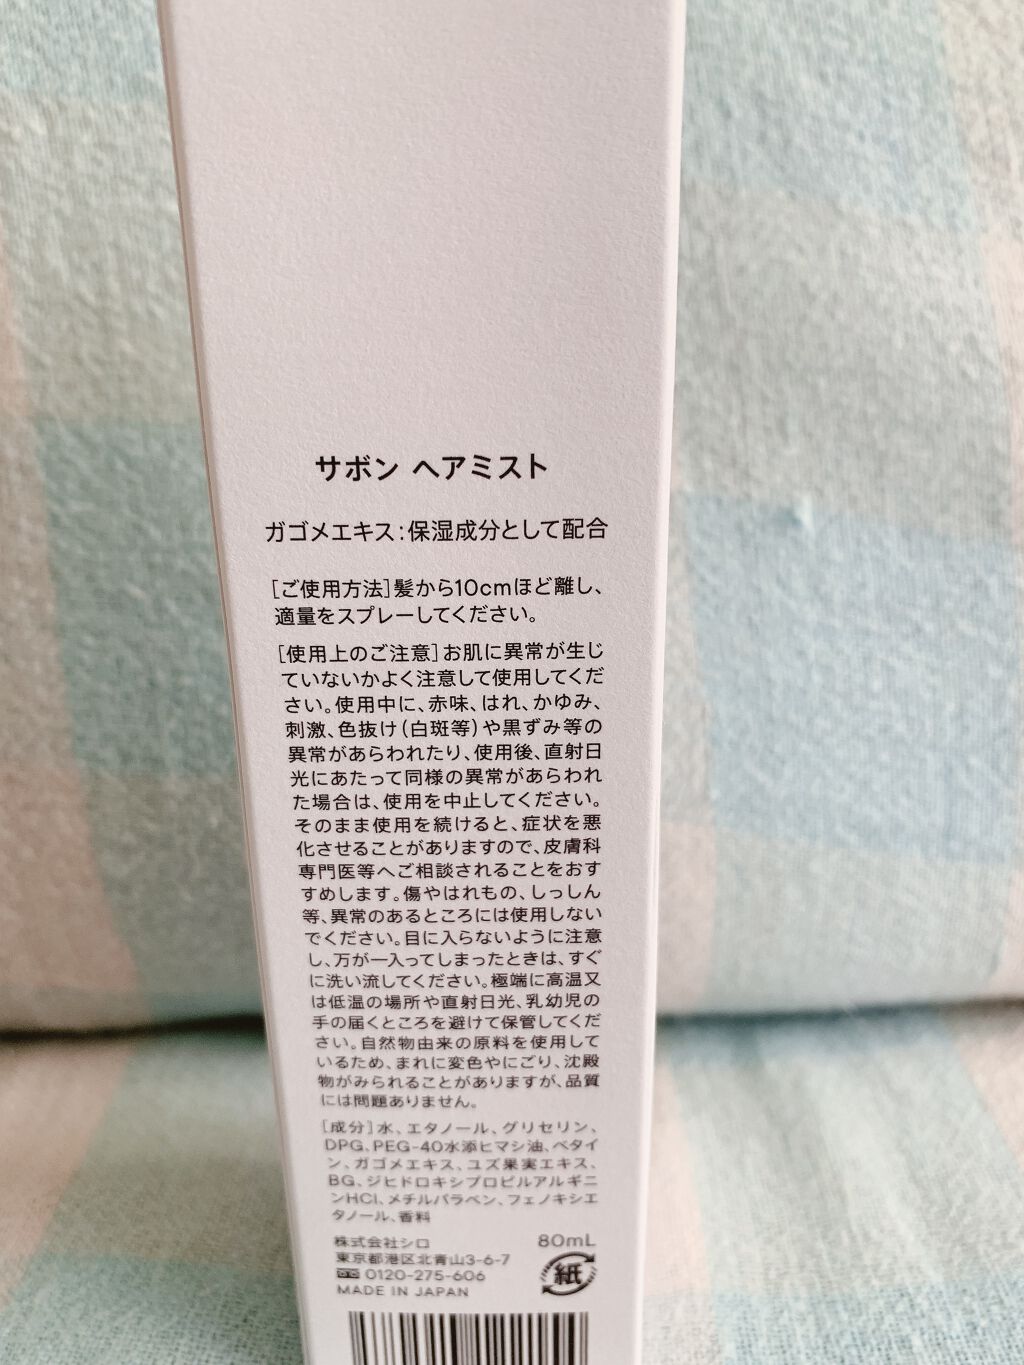 サボン ヘアミスト
ガゴメエキス:保湿成分として配合
[ご使用方法]髪から10cmほど離し、
適量をスプレーしてください。
[使用上のご注意]お肌に異常が生じ
ていないかよく注意して使用してくだ
さい。使用中に、赤味、はれ、かゆみ、
刺激、色抜け(白斑等)や黒ずみ等の
異常があらわれたり、使用後、直射日
光にあたって同様の異常があらわれ
た場合は、使用を中止してください。
そのまま使用を続けると、症状を悪
化させることがありますので、皮膚科
専門医等へご相談されることをおす
すめします。傷やはれもの、しっしん
等、異常のあるところには使用しない
でください。目に入らないように注意
し、万が一入ってしまったときは、すぐ
に洗い流してください。極端に高温又
は低温の場所や直射日光、乳幼児の
手の届くところを避けて保管してくだ
さい。自然物由来の原料を使用して
いるため、まれに変色やにごり、沈殿
物がみられることがありますが、品質
には問題ありません。
[成分]水、エタノール、グリセリン、
DPG、PEG-40水添ヒマシ油、ベタイ
ン、ガゴメエキス、ユズ果実エキス、
BG、ジヒドロキシプロピルアルギニ
ンHCl、メチルパラベン、フェノキシエ
タノール、香料
株式会社シロ 80mL
東京都港区北青山3-6-7
0120-275-606 紙
MADE IN JAPAN